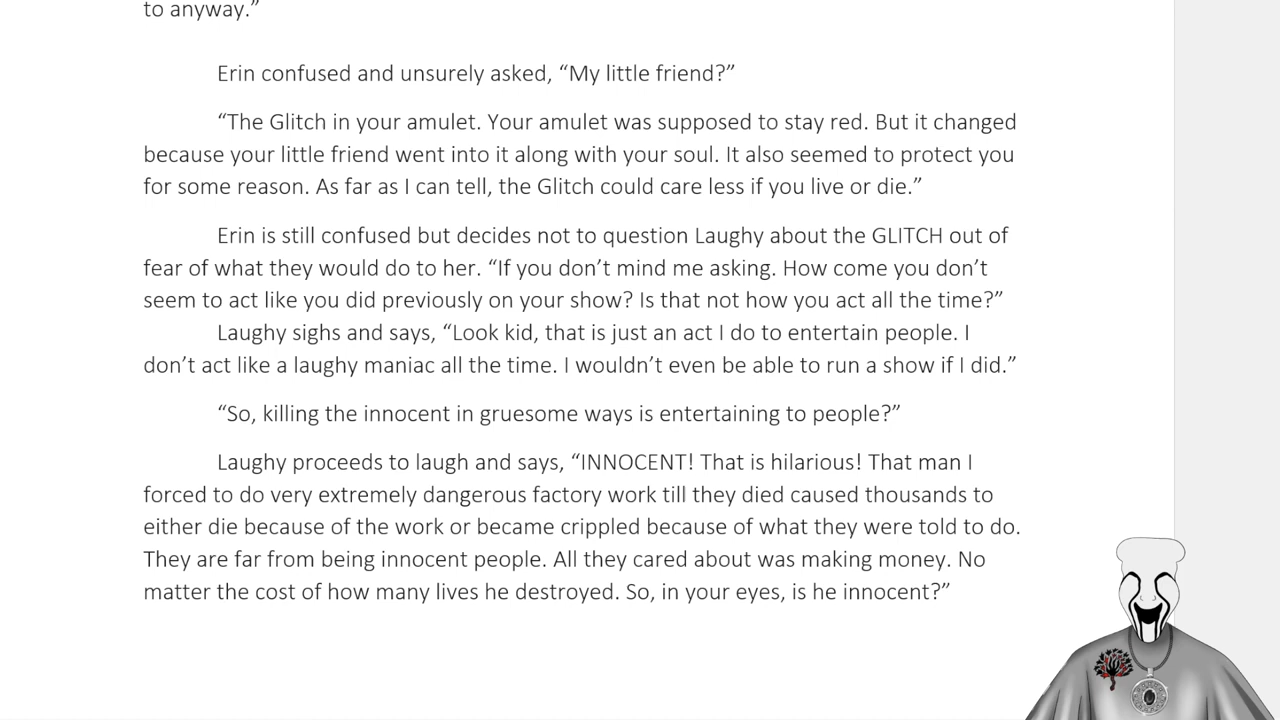 to anyway.”
Erin confused and unsurely asked, “My little friend?”
“The Glitch in your amulet. Your amulet was supposed to stay red. But it changed
because your little friend went into it along with your soul. It also seemed to protect you
for some reason. As far as I can tell, the Glitch could care less if you live or die.”
Erin is still confused but decides not to question Laughy about the GLITCH out of
fear of what they would do to her. “If you don’t mind me asking. How come you don’t
seem to act like you did previously on your show? Is that not how you act all the time?”
Laughy sighs and says, “Look kid, that is just an act I do to entertain people. I
don’t act like a laughy maniac all the time. I wouldn’t even be able to run a show if I did.”
“So, killing the innocent in gruesome ways is entertaining to people?”
Laughy proceeds to laugh and says, “INNOCENT! That is hilarious! That man I
forced to do very extremely dangerous factory work till they died caused thousands to
either die because of the work or became crippled because of what they were told to do.
They are far from being innocent people. All they cared about was making money. No
matter the cost of how many lives he destroyed. So, in your eyes, is he innocent?”